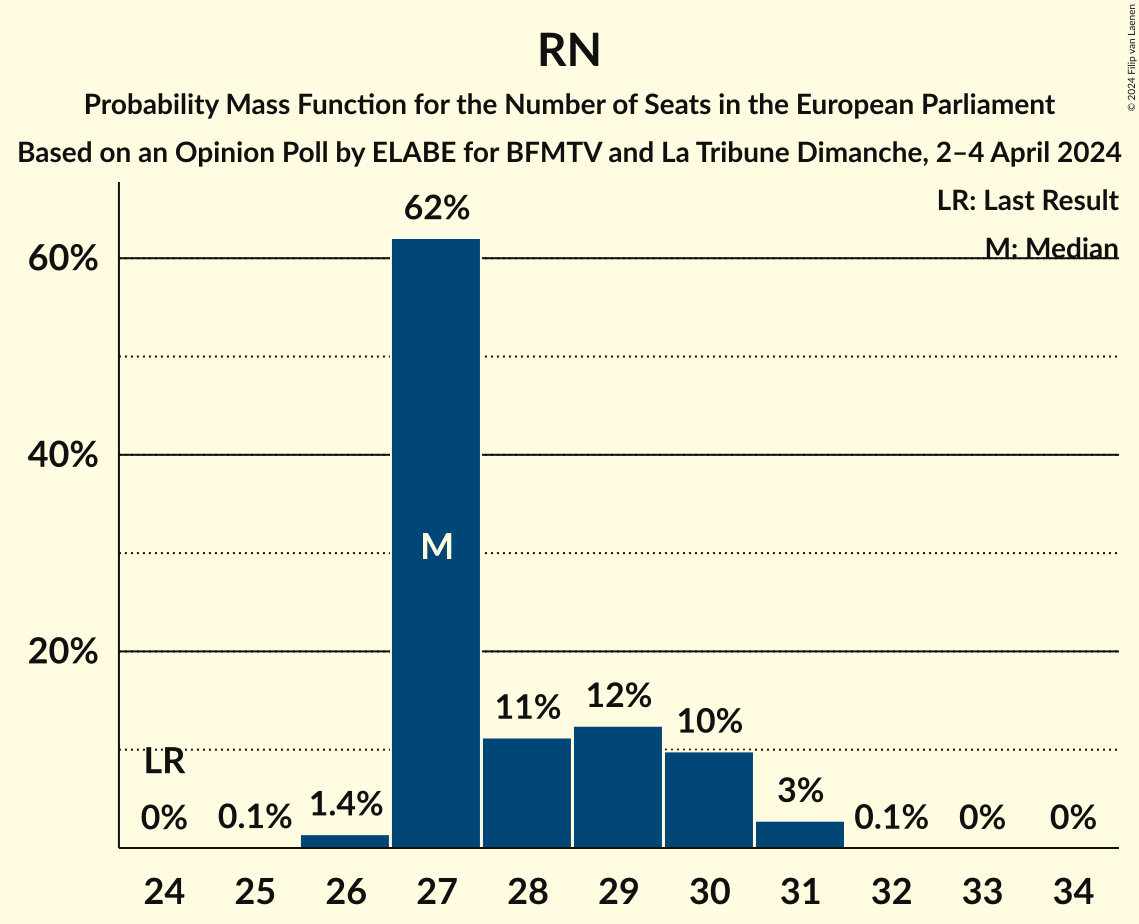 RN
Probability Mass Function for the Number of Seats in the European Parliament
Based on an Opinion Poll by ELABE for BFMTV and La Tribune Dimanche, 2–4 April 2024
© 2024 Filip van Laenen
LR: Last Result
M: Median
60%
40%
20%
62%
M
11%
12%
10%
LR
0%
0.1%
1.4%
3%
0.1%
0%
0%
24 25 26 27 28 29 30 31 32 33 34